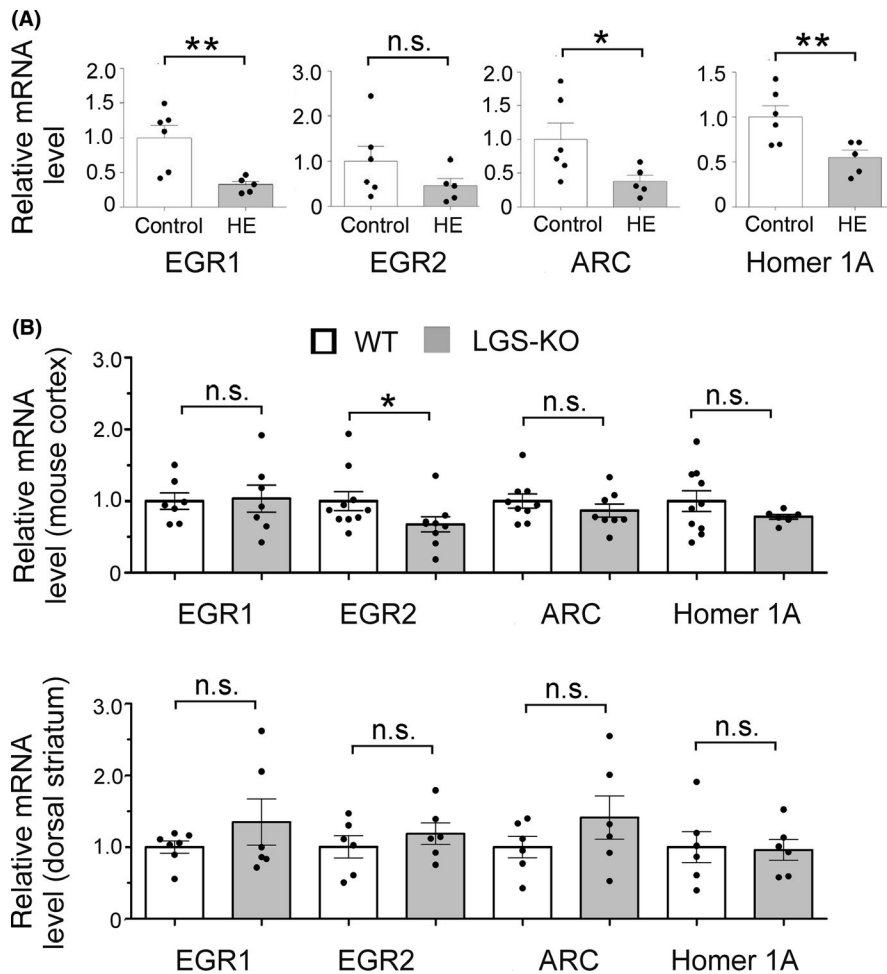 (A)
Relative mRNA
level
** n.s. * **
2.0 3.0 2.0 1.5
1.5 2.0 1.5 1.0
1.0 1.0 1.0 0.5
0.5 0.5
0 0 0 0
Control HE Control HE Control HE Control HE
EGR1 EGR2 ARC Homer 1A
(B)
WT LGS-KO
Relative mRNA
level (mouse cortex)
3.0
2.0
1.0
0
n.s. * n.s. n.s.
EGR1 EGR2 ARC Homer 1A
Relative mRNA
level (dorsal striatum)
3.0
2.0
1.0
0
n.s. n.s. n.s. n.s.
EGR1 EGR2 ARC Homer 1A